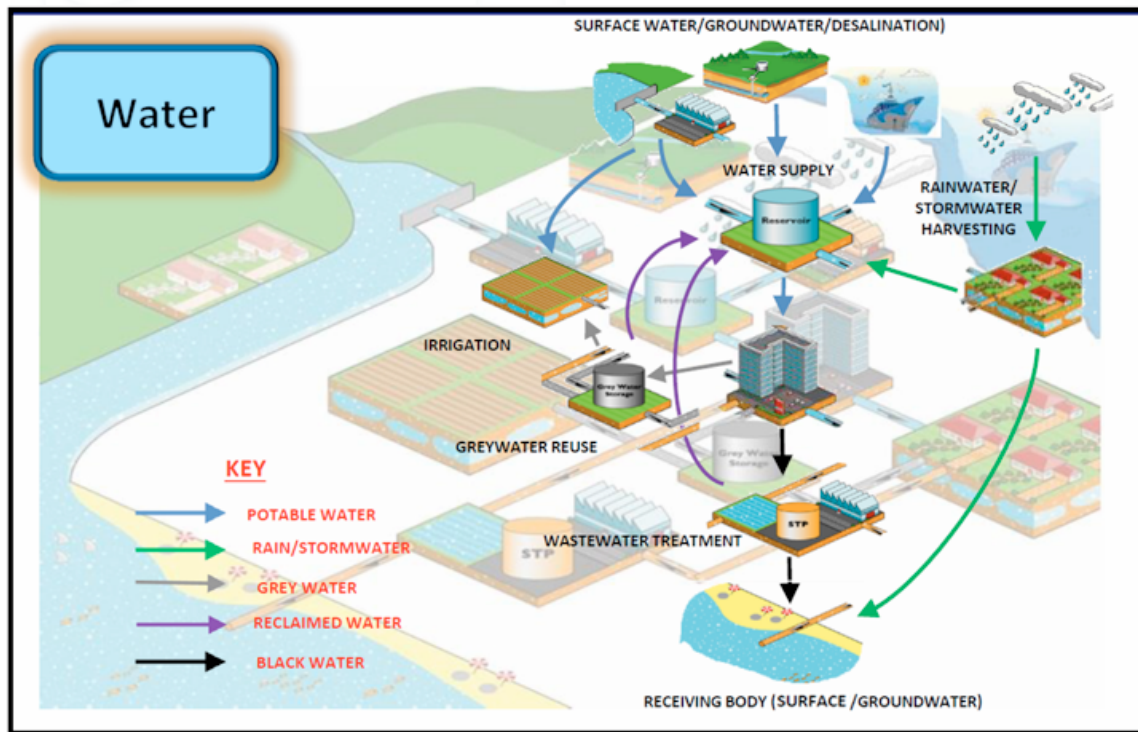 SURFACE WATER/GROUNDWATER/DESALINATION)
Water
WATER SUPPLY
Reservoir
RAINWATER/
STORMWATER
HARVESTING
Reservoir
IRRIGATION
Grey Water
Storage
GREYWATER REUSE
Grey Water
Storage
KEY
POTABLE WATER
RAIN/STORMWATER
GREY WATER
RECLAIMED WATER
BLACK WATER
STP
WASTEWATER TREATMENT
STP
RECEIVING BODY (SURFACE /GROUNDWATER)